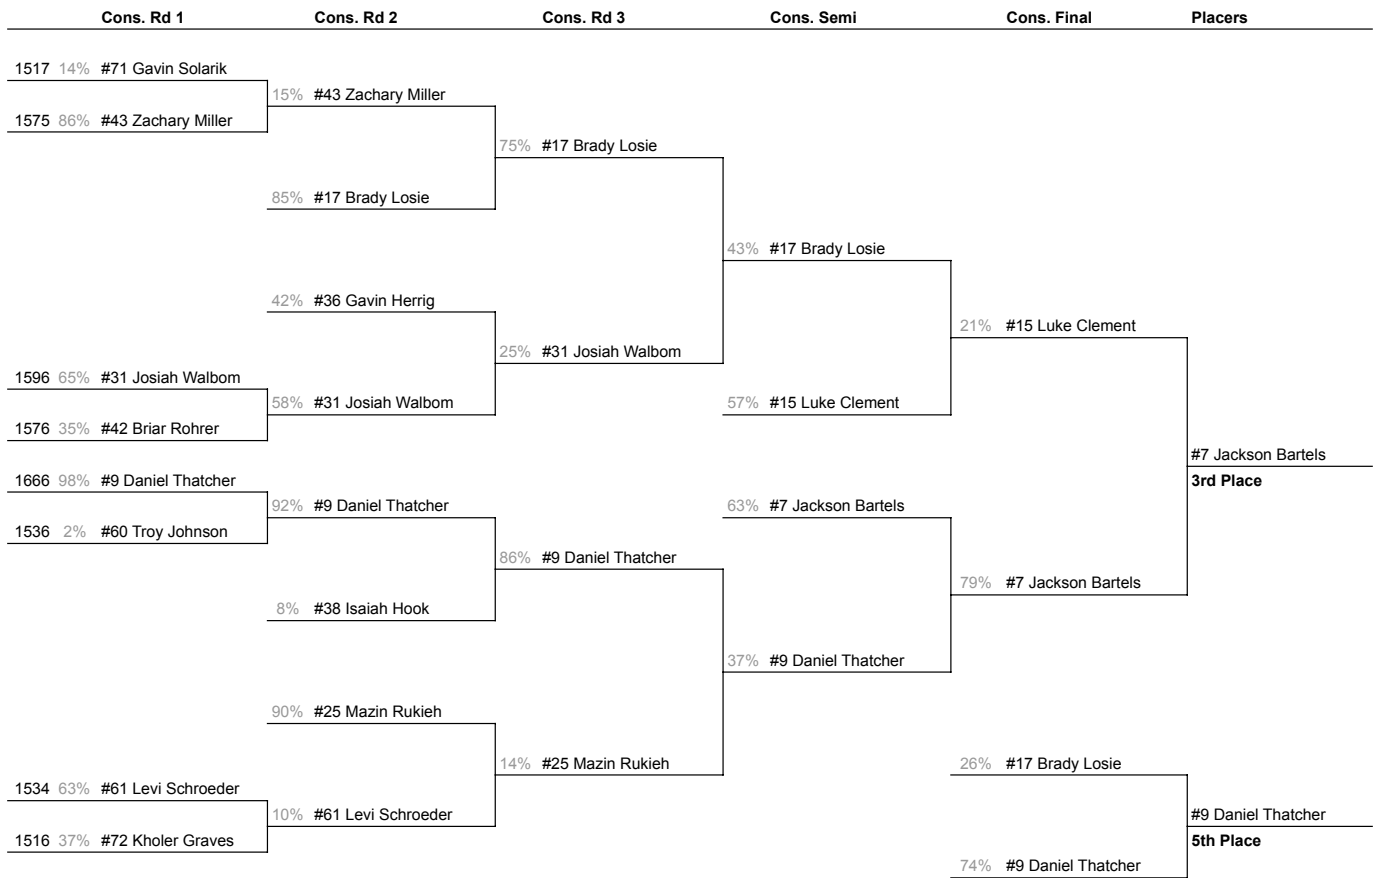 Cons. Rd 1 Cons. Rd 2 Cons. Rd 3 Cons. Semi Cons. Final Placers
1517 14% #71 Gavin Solarik
15% #43 Zachary Miller
1575 86% #43 Zachary Miller
75% #17 Brady Losie
85% #17 Brady Losie
43% #17 Brady Losie
42% #36 Gavin Herrig
21% #15 Luke Clement
25% #31 Josiah Walbom
1596 65% #31 Josiah Walbom
58% #31 Josiah Walbom
57% #15 Luke Clement
1576 35% #42 Briar Rohrer
#7 Jackson Bartels
1666 98% #9 Daniel Thatcher
3rd Place
92% #9 Daniel Thatcher
63% #7 Jackson Bartels
1536 2% #60 Troy Johnson
86% #9 Daniel Thatcher
79% #7 Jackson Bartels
8% #38 Isaiah Hook
37% #9 Daniel Thatcher
90% #25 Mazin Rukieh
14% #25 Mazin Rukieh
26% #17 Brady Losie
1534 63% #61 Levi Schroeder
10% #61 Levi Schroeder
#9 Daniel Thatcher
1516 37% #72 Kholer Graves
5th Place
74% #9 Daniel Thatcher